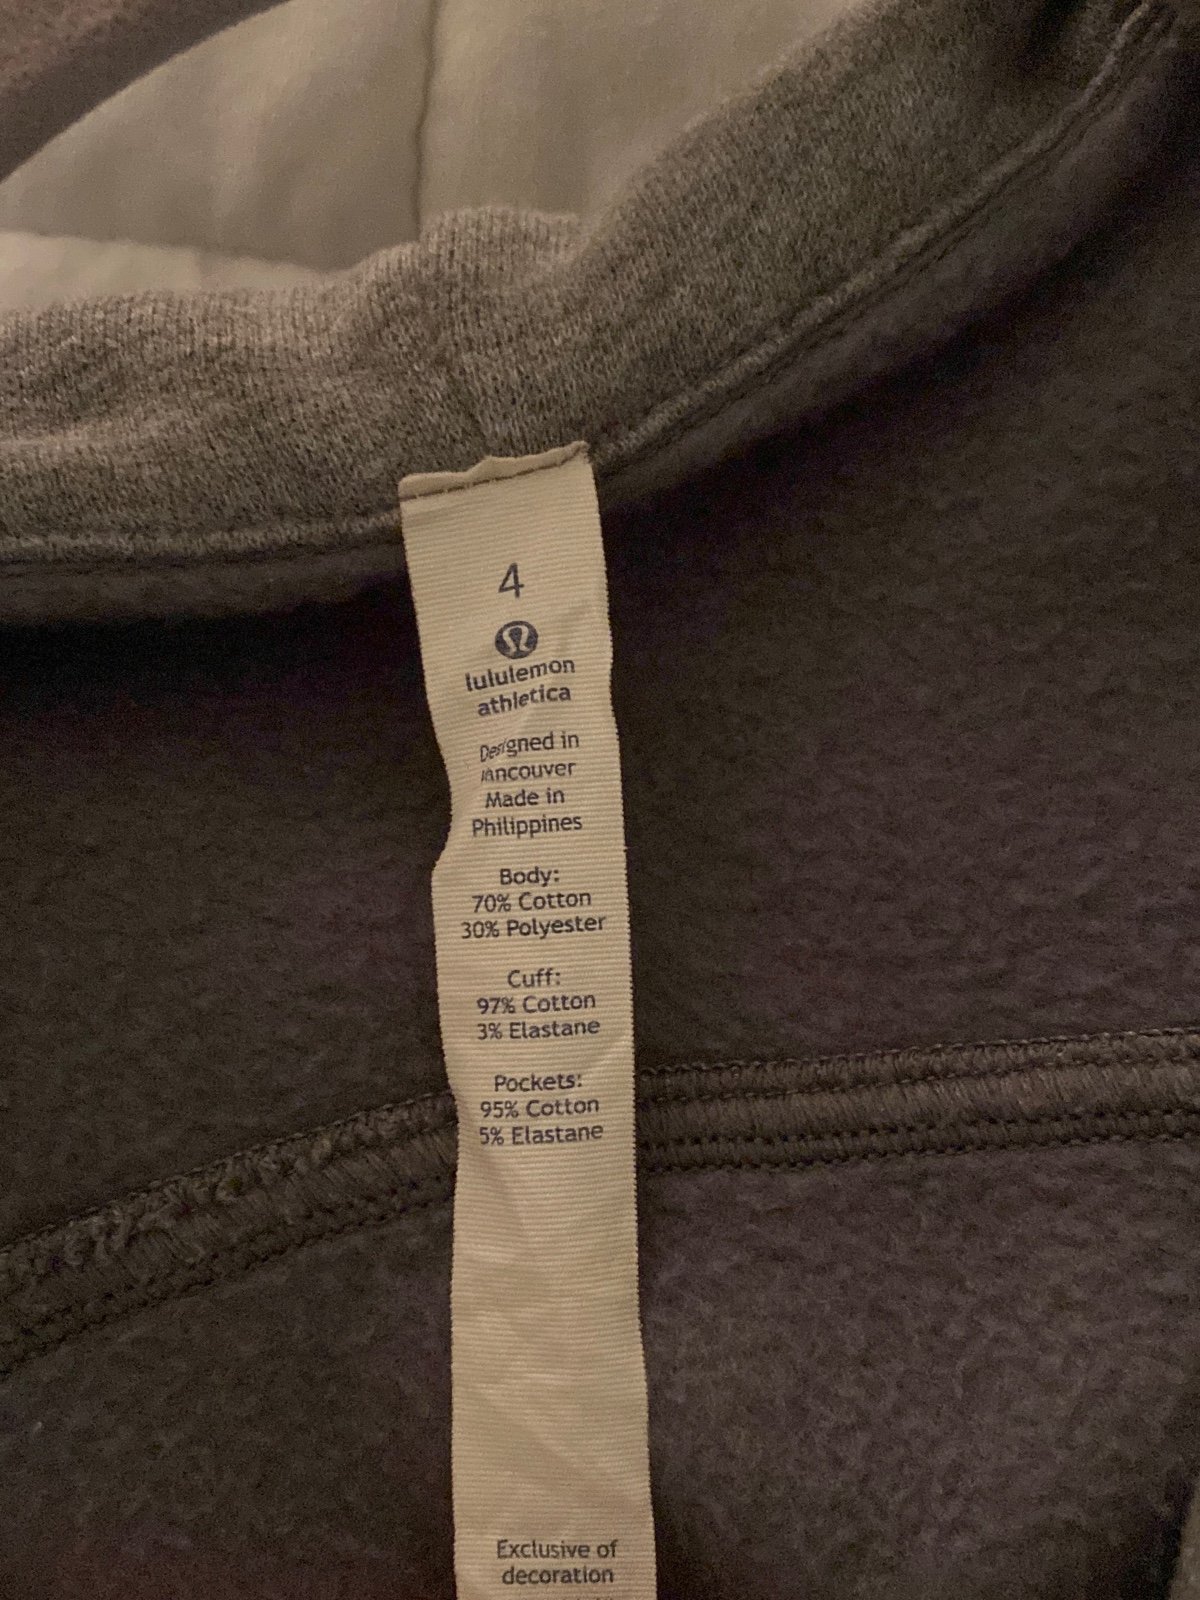 4
lululemon
athletica
Designed in
Vancouver
Made in
Philippines
Body:
70% Cotton
30% Polyester
Cuff:
97% Cotton
3% Elastane
Pockets:
95% Cotton
5% Elastane
Exclusive of
decoration